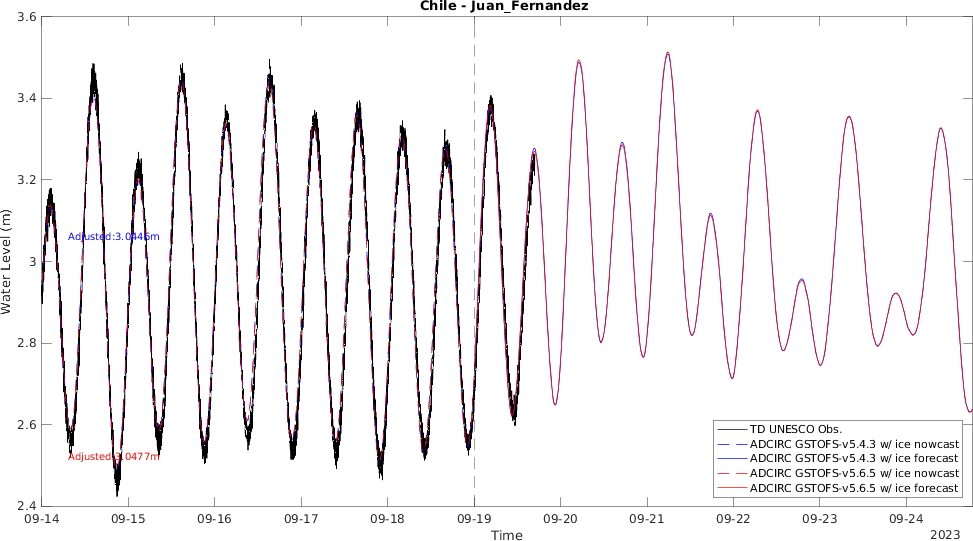 Chile - Juan_Fernandez
3.6
3.4
3.2
3
2.8
2.6
2.4
Water Level (m)
Adjusted:3.0446m
Adjusted:3.0477m
TD UNESCO Obs.
ADCIRC GSTOFS-v5.4.3 w/ ice nowcast
ADCIRC GSTOFS-v5.4.3 w/ ice forecast
ADCIRC GSTOFS-v5.6.5 w/ ice nowcast
ADCIRC GSTOFS-v5.6.5 w/ ice forecast
09-14 09-15 09-16 09-17 09-18 09-19 09-20 09-21 09-22 09-23 09-24
Time
2023